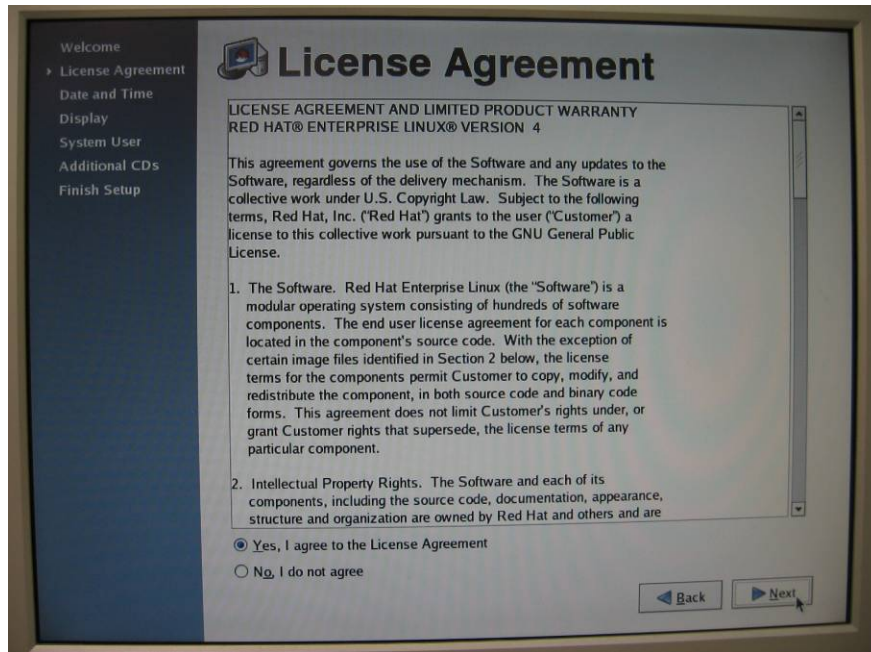 Welcome
License Agreement
Date and Time
Display
System User
Additional CDs
Finish Setup
License Agreement
LICENSE AGREEMENT AND LIMITED PRODUCT WARRANTY
RED HAT® ENTERPRISE LINUX® VERSION 4
This agreement governs the use of the Software and any updates to the
Software, regardless of the delivery mechanism. The Software is a
collective work under U.S. Copyright Law. Subject to the following
terms, Red Hat, Inc. ("Red Hat") grants to the user ("Customer") a
license to this collective work pursuant to the GNU General Public
License.
1. The Software. Red Hat Enterprise Linux (the "Software") is a
modular operating system consisting of hundreds of software
components. The end user license agreement for each component is
located in the component's source code. With the exception of
certain image files identified in Section 2 below, the license
terms for the components permit Customer to copy, modify, and
redistribute the component, in both source code and binary code
forms. This agreement does not limit Customer's rights under, or
grant Customer rights that supersede, the license terms of any
particular component.
2. Intellectual Property Rights. The Software and each of its
components, including the source code, documentation, appearance,
structure and organization are owned by Red Hat and others and are
Yes, I agree to the License Agreement
No, I do not agree
Back
Next